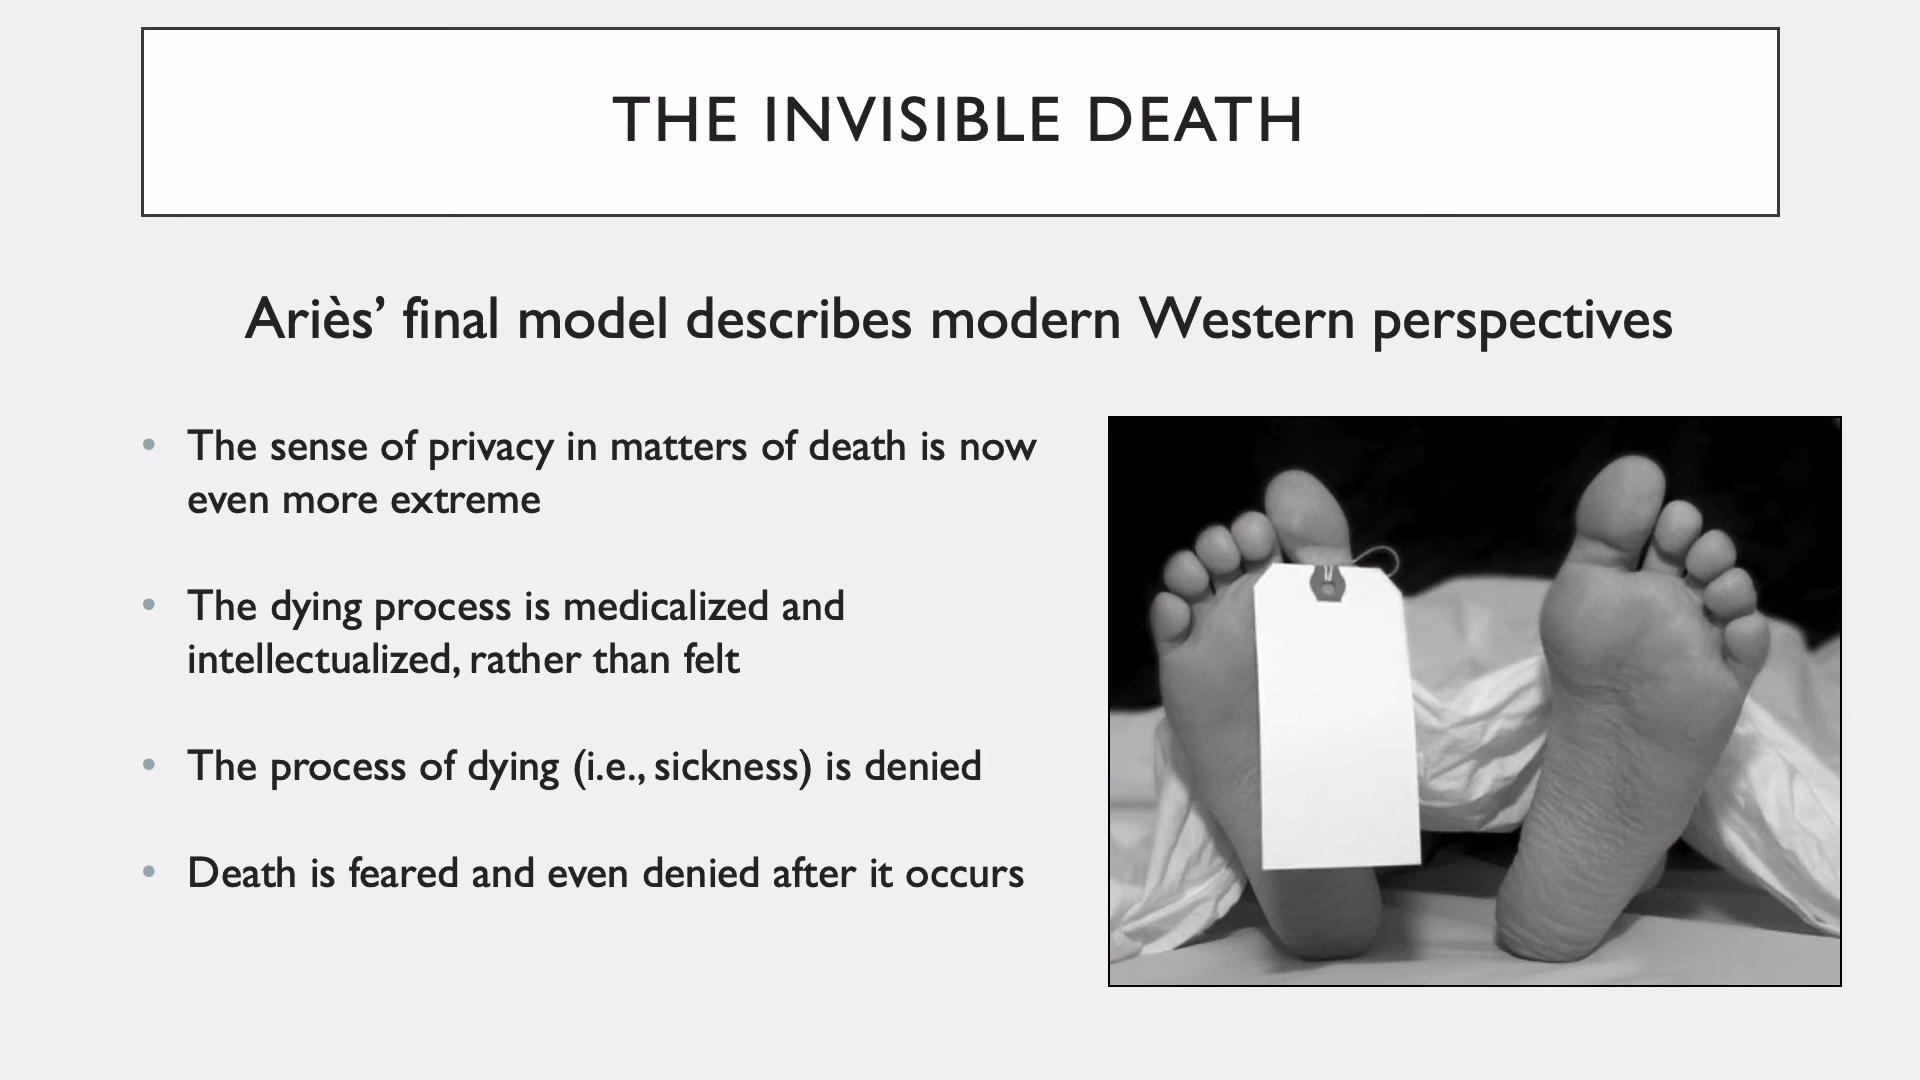 THE INVISIBLE DEATH
Ariès’ final model describes modern Western perspectives
• The sense of privacy in matters of death is now
even more extreme
• The dying process is medicalized and
intellectualized, rather than felt
• The process of dying (i.e., sickness) is denied
• Death is feared and even denied after it occurs